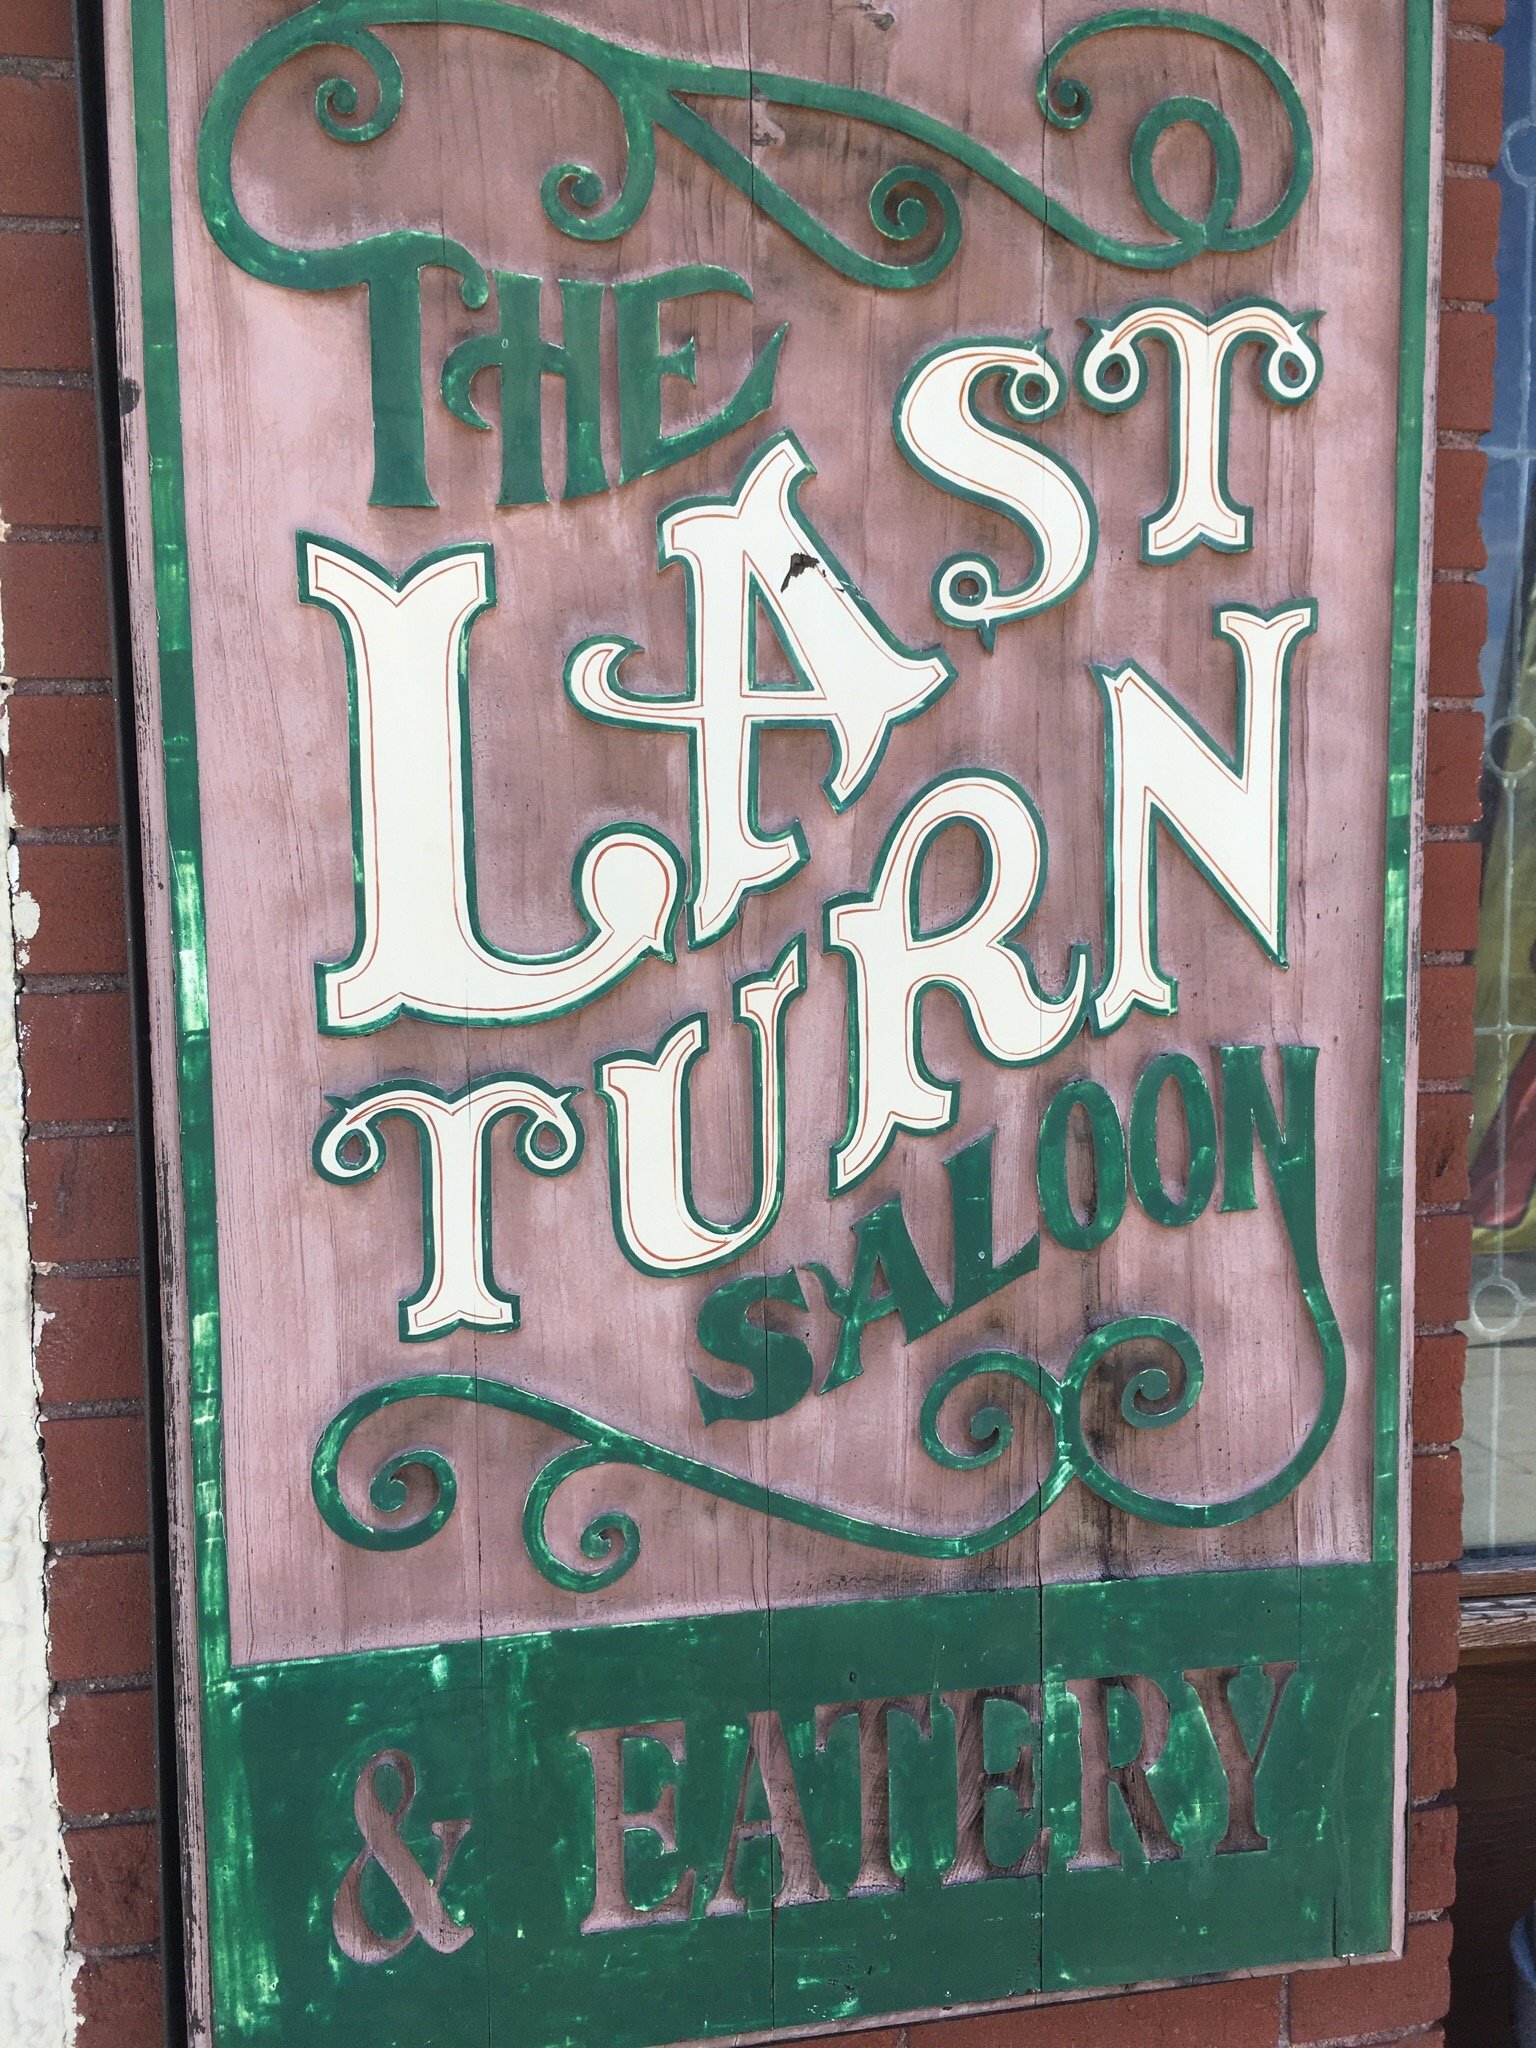 THE
LAST
TURN
SALOON
& EATERY